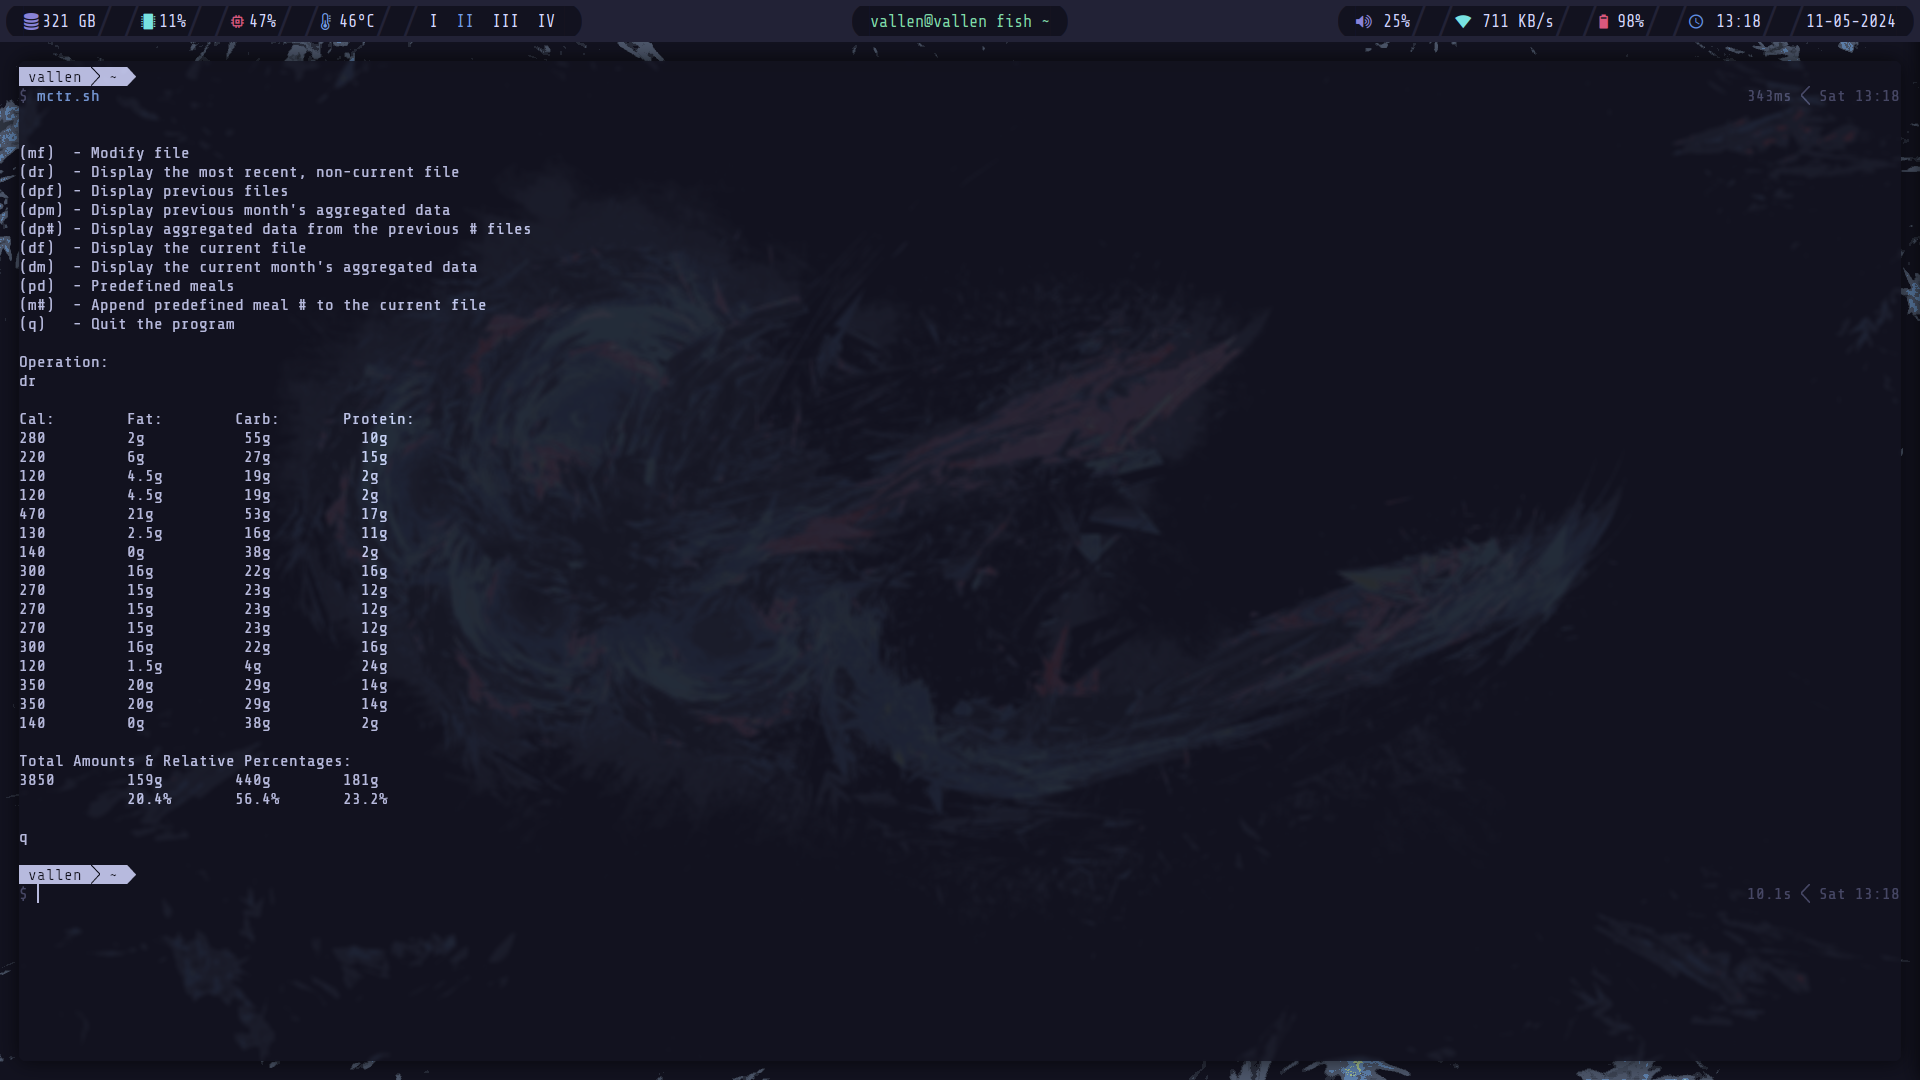 321 GB 11% 47% 46°C I II III IV vallen@vallen fish ~ 25% 711 KB/s 98% 13:18 11-05-2024
vallen ~
$ mctr.sh 343ms Sat 13:18
(mf) - Modify file
(dr) - Display the most recent, non-current file
(dpf) - Display previous files
(dpm) - Display previous month's aggregated data
(dp#) - Display aggregated data from the previous # files
(df) - Display the current file
(dm) - Display the current month's aggregated data
(pd) - Predefined meals
(m#) - Append predefined meal # to the current file
(q) - Quit the program
Operation:
dr
Cal: Fat: Carb: Protein:
280 2g 55g 10g
220 6g 27g 15g
120 4.5g 19g 2g
120 4.5g 19g 2g
470 21g 53g 17g
130 2.5g 16g 11g
140 0g 38g 2g
300 16g 22g 16g
270 15g 23g 12g
270 15g 23g 12g
270 15g 23g 12g
300 16g 22g 16g
120 1.5g 4g 24g
350 20g 29g 14g
350 20g 29g 14g
140 0g 38g 2g
Total Amounts & Relative Percentages:
3850 159g 440g 181g
20.4% 56.4% 23.2%
q
vallen ~
$ 10.1s Sat 13:18